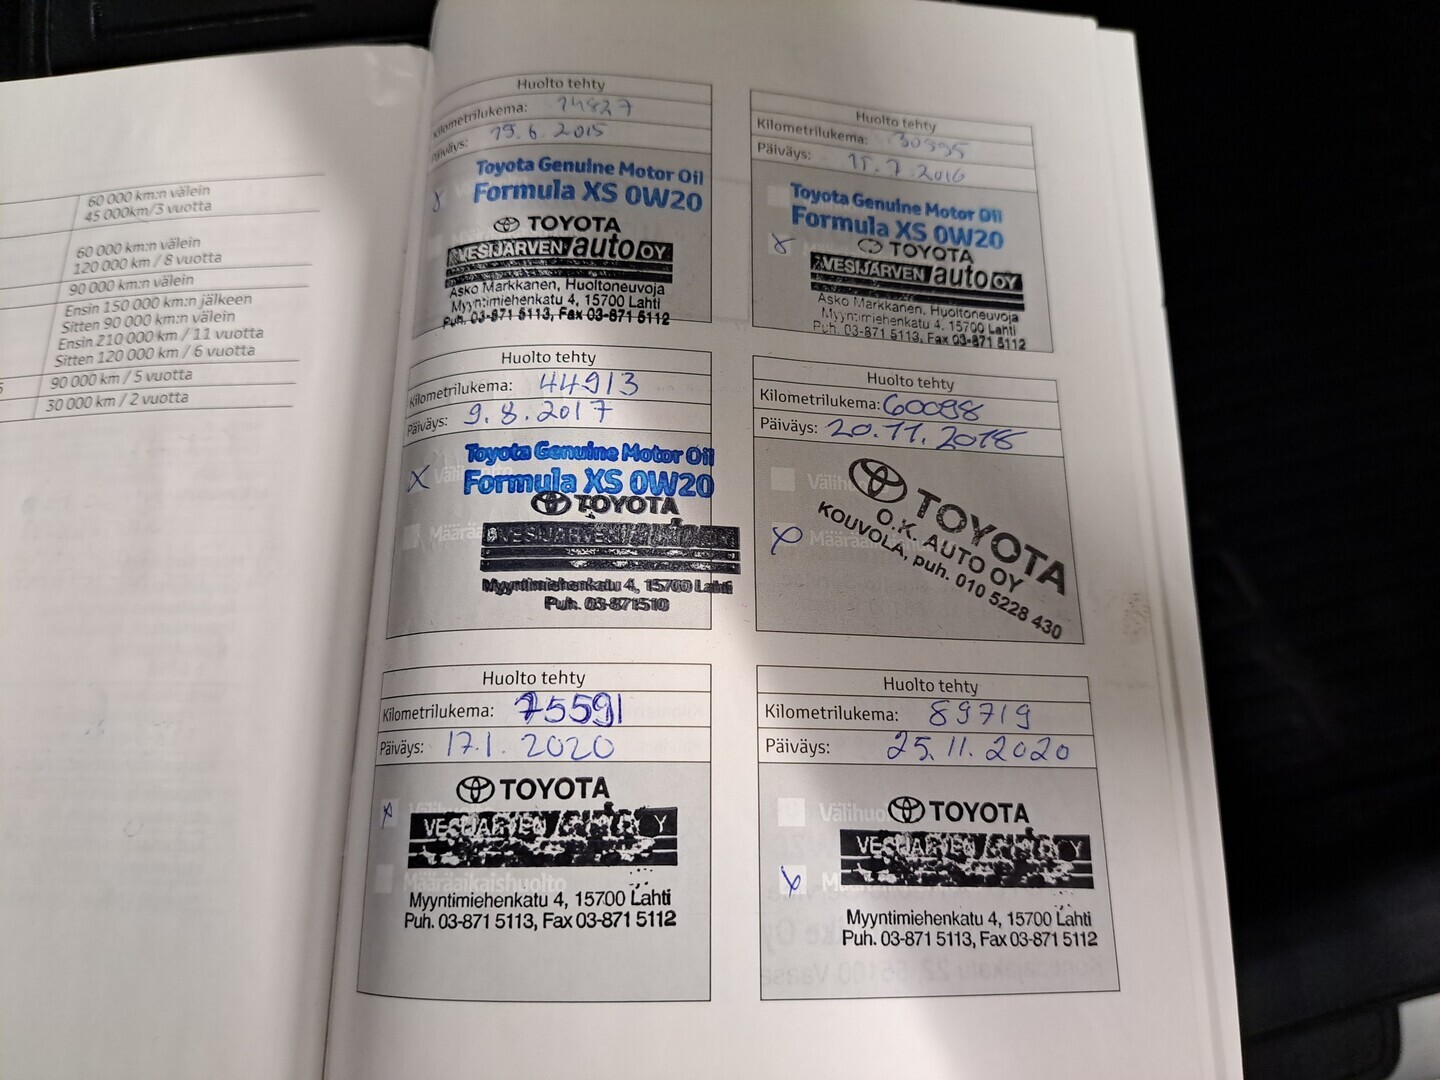 60 000 km:n välein
45 000km/3 vuotta
60 000 km:n välein
120 000 km / 8 vuotta
90 000 km:n välein
Ensin 150 000 km:n jälkeen
Sitten 90 000 km:n välein
Ensin 210 000 km / 11 vuotta
Sitten 120 000 km / 6 vuotta
90 000 km / 5 vuotta
30 000 km / 2 vuotta
Huolto tehty
Kilometrilukema: 14827
Päiväys: 15.6.2015
Toyota Genuine Motor Oil
Formula XS 0W20
TOYOTA
VESIJÄRVEN auto OY
Asko Markkanen, Huoltoneuvoja
Myyntimiehenkatu 4, 15700 Lahti
Puh. 03-871 5113, Fax 03-871 5112
Huolto tehty
Kilometrilukema: 30595
Päiväys: 15.7.2016
Toyota Genuine Motor Oil
Formula XS 0W20
TOYOTA
VESIJÄRVEN auto OY
Asko Markkanen, Huoltoneuvoja
Myyntimiehenkatu 4, 15700 Lahti
Puh. 03-871 5113, Fax 03-871 5112
Huolto tehty
Kilometrilukema: 44913
Päiväys: 9.8.2017
Toyota Genuine Motor Oil
Formula XS 0W20
TOYOTA
VESIJÄRVEN
Myyntimiehenkatu 4, 15700 Lahti
Puh. 03-871510
Huolto tehty
Kilometrilukema: 60098
Päiväys: 20.11.2018
TOYOTA
O.K. AUTO OY
KOUVOLA, puh. 010 5228 430
Huolto tehty
Kilometrilukema: 75591
Päiväys: 17.1.2020
TOYOTA
VESIJÄRVEN
Määräaikaishuolto
Myyntimiehenkatu 4, 15700 Lahti
Puh. 03-871 5113, Fax 03-871 5112
Huolto tehty
Kilometrilukema: 89719
Päiväys: 25.11.2020
TOYOTA
VESIJÄRVEN
Myyntimiehenkatu 4, 15700 Lahti
Puh. 03-871 5113, Fax 03-871 5112